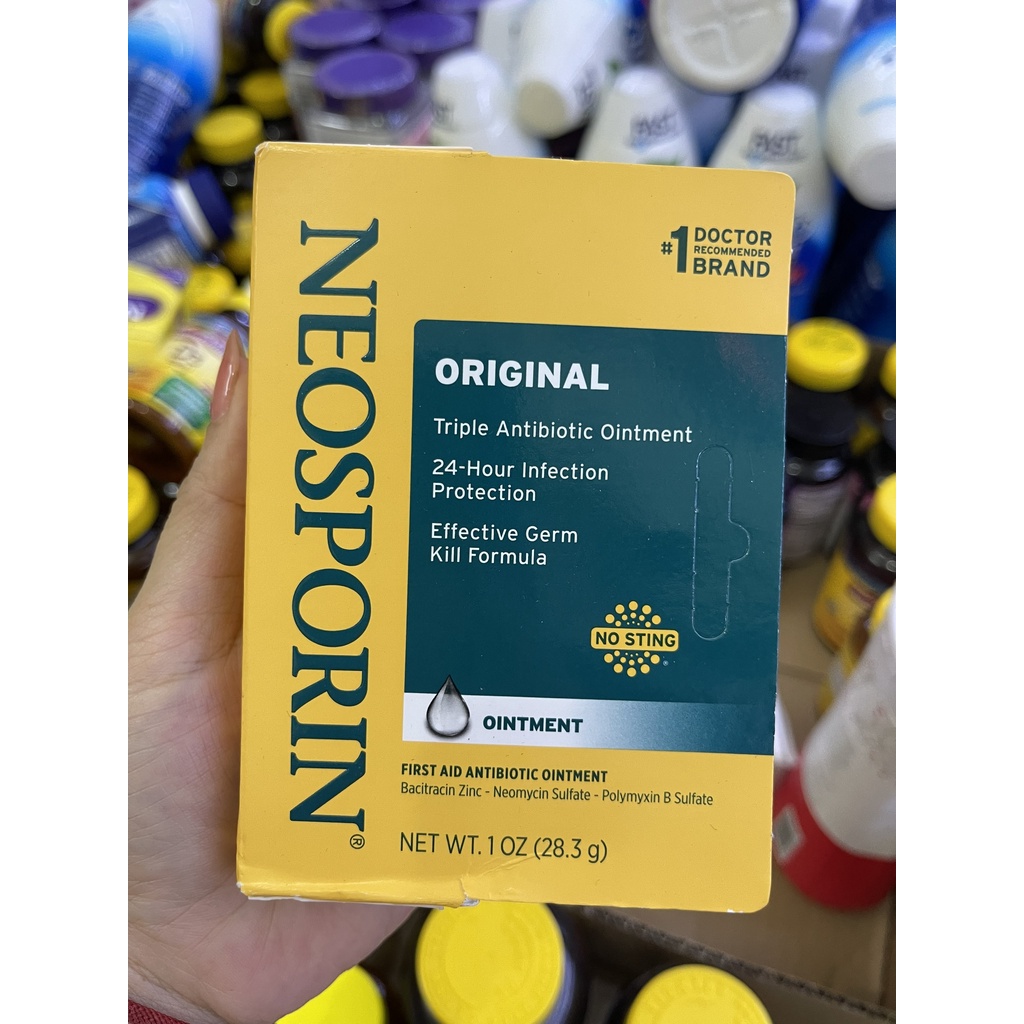 NEOSPORIN®
#1 DOCTOR
RECOMMENDED
BRAND
ORIGINAL
Triple Antibiotic Ointment
24-Hour Infection
Protection
Effective Germ
Kill Formula
NO STING
OINTMENT
FIRST AID ANTIBIOTIC OINTMENT
Bacitracin Zinc - Neomycin Sulfate - Polymyxin B Sulfate
NET WT. 1 OZ (28.3 g)
FAST